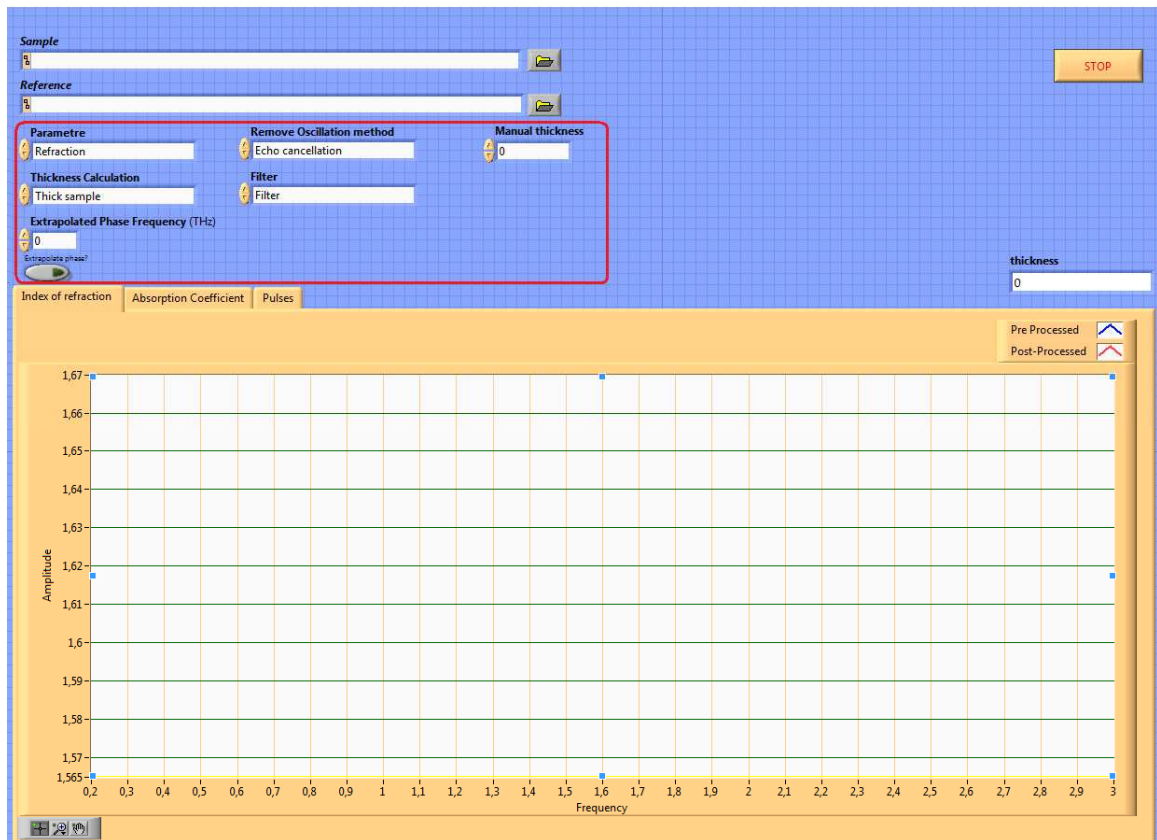 Sample
STOP
Reference
Parametre
Remove Oscillation method
Manual thickness
Refraction
Echo cancellation
0
Thickness Calculation
Filter
Thick sample
Filter
Extrapolated Phase Frequency (THz)
0
Extrapolate phase?
thickness
0
Index of refraction
Absorption Coefficient
Pulses
Pre Processed
Post-Processed
1,67
1,66
1,65
1,64
1,63
1,62
1,61
1,6
1,59
1,58
1,57
1,565
Amplitude
0,2 0,3 0,4 0,5 0,6 0,7 0,8 0,9 1 1,1 1,2 1,3 1,4 1,5 1,6 1,7 1,8 1,9 2 2,1 2,2 2,3 2,4 2,5 2,6 2,7 2,8 2,9 3
Frequency